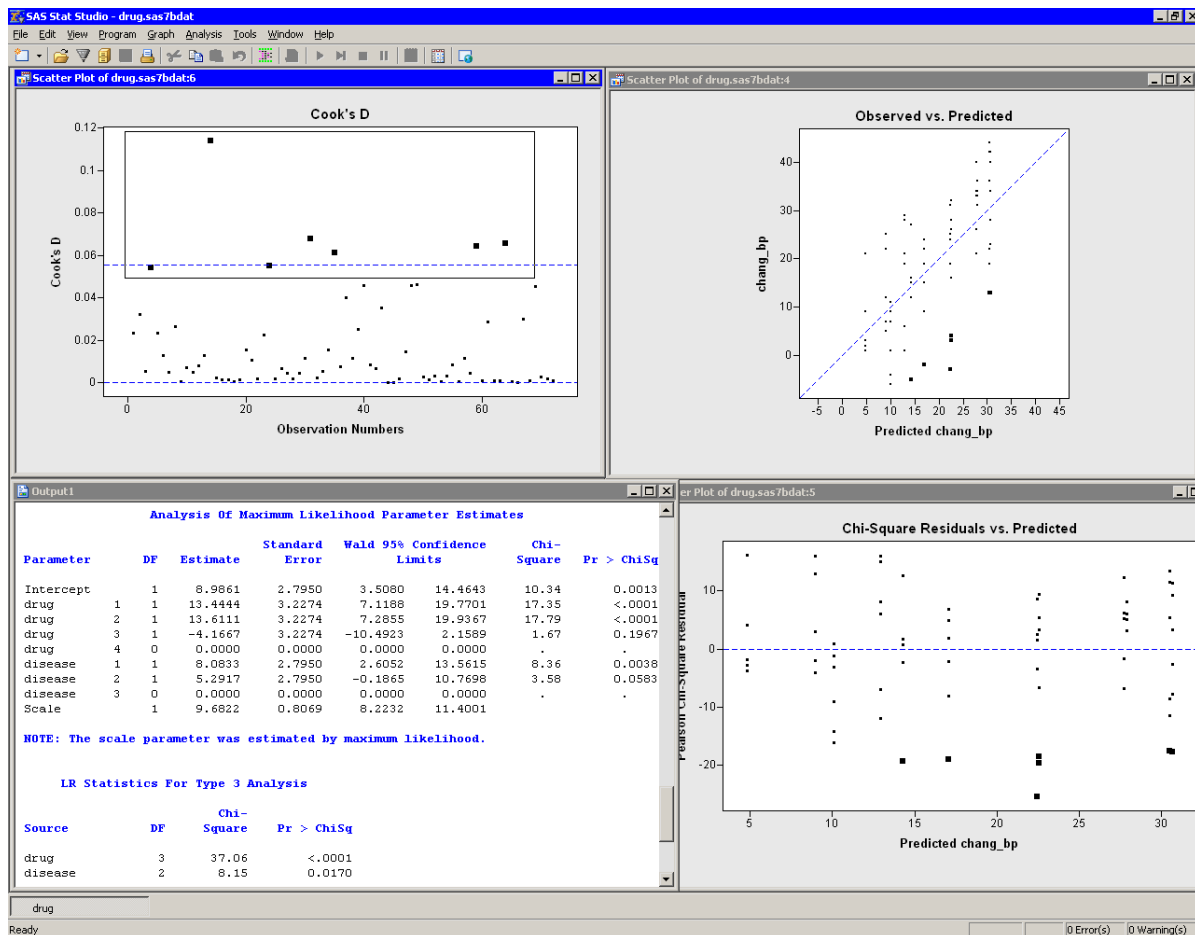 SAS Stat Studio - drug.sas7bdat
File Edit View Program Graph Analysis Tools Window Help
Scatter Plot of drug.sas7bdat:6
Cook's D
0.12
0.1
0.08
0.06
0.04
0.02
0
Cook's D
0 20 40 60
Observation Numbers
Scatter Plot of drug.sas7bdat:4
Observed vs. Predicted
40
30
20
10
0
chang_bp
-5 0 5 10 15 20 25 30 35 40 45
Predicted chang_bp
Output1
Analysis Of Maximum Likelihood Parameter Estimates
Standard Wald 95% Confidence Chi-
Parameter DF Estimate Error Limits Square Pr > ChiSq
Intercept 1 8.9861 2.7950 3.5080 14.4643 10.34 0.0013
drug 1 1 13.4444 3.2274 7.1188 19.7701 17.35 <.0001
drug 2 1 13.6111 3.2274 7.2855 19.9367 17.79 <.0001
drug 3 1 -4.1667 3.2274 -10.4923 2.1589 1.67 0.1967
drug 4 0 0.0000 0.0000 0.0000 0.0000 . .
disease 1 1 8.0833 2.7950 2.6052 13.5615 8.36 0.0038
disease 2 1 5.2917 2.7950 -0.1865 10.7698 3.58 0.0583
disease 3 0 0.0000 0.0000 0.0000 0.0000 . .
Scale 1 9.6822 0.8069 8.2232 11.4001
NOTE: The scale parameter was estimated by maximum likelihood.
LR Statistics For Type 3 Analysis
Chi-
Source DF Square Pr > ChiSq
drug 3 37.06 <.0001
disease 2 8.15 0.0170
er Plot of drug.sas7bdat:5
Chi-Square Residuals vs. Predicted
10
0
-10
-20
Pearson Chi-Square Residual
5 10 15 20 25 30
Predicted chang_bp
drug
Ready
0 Error(s) 0 Warning(s)